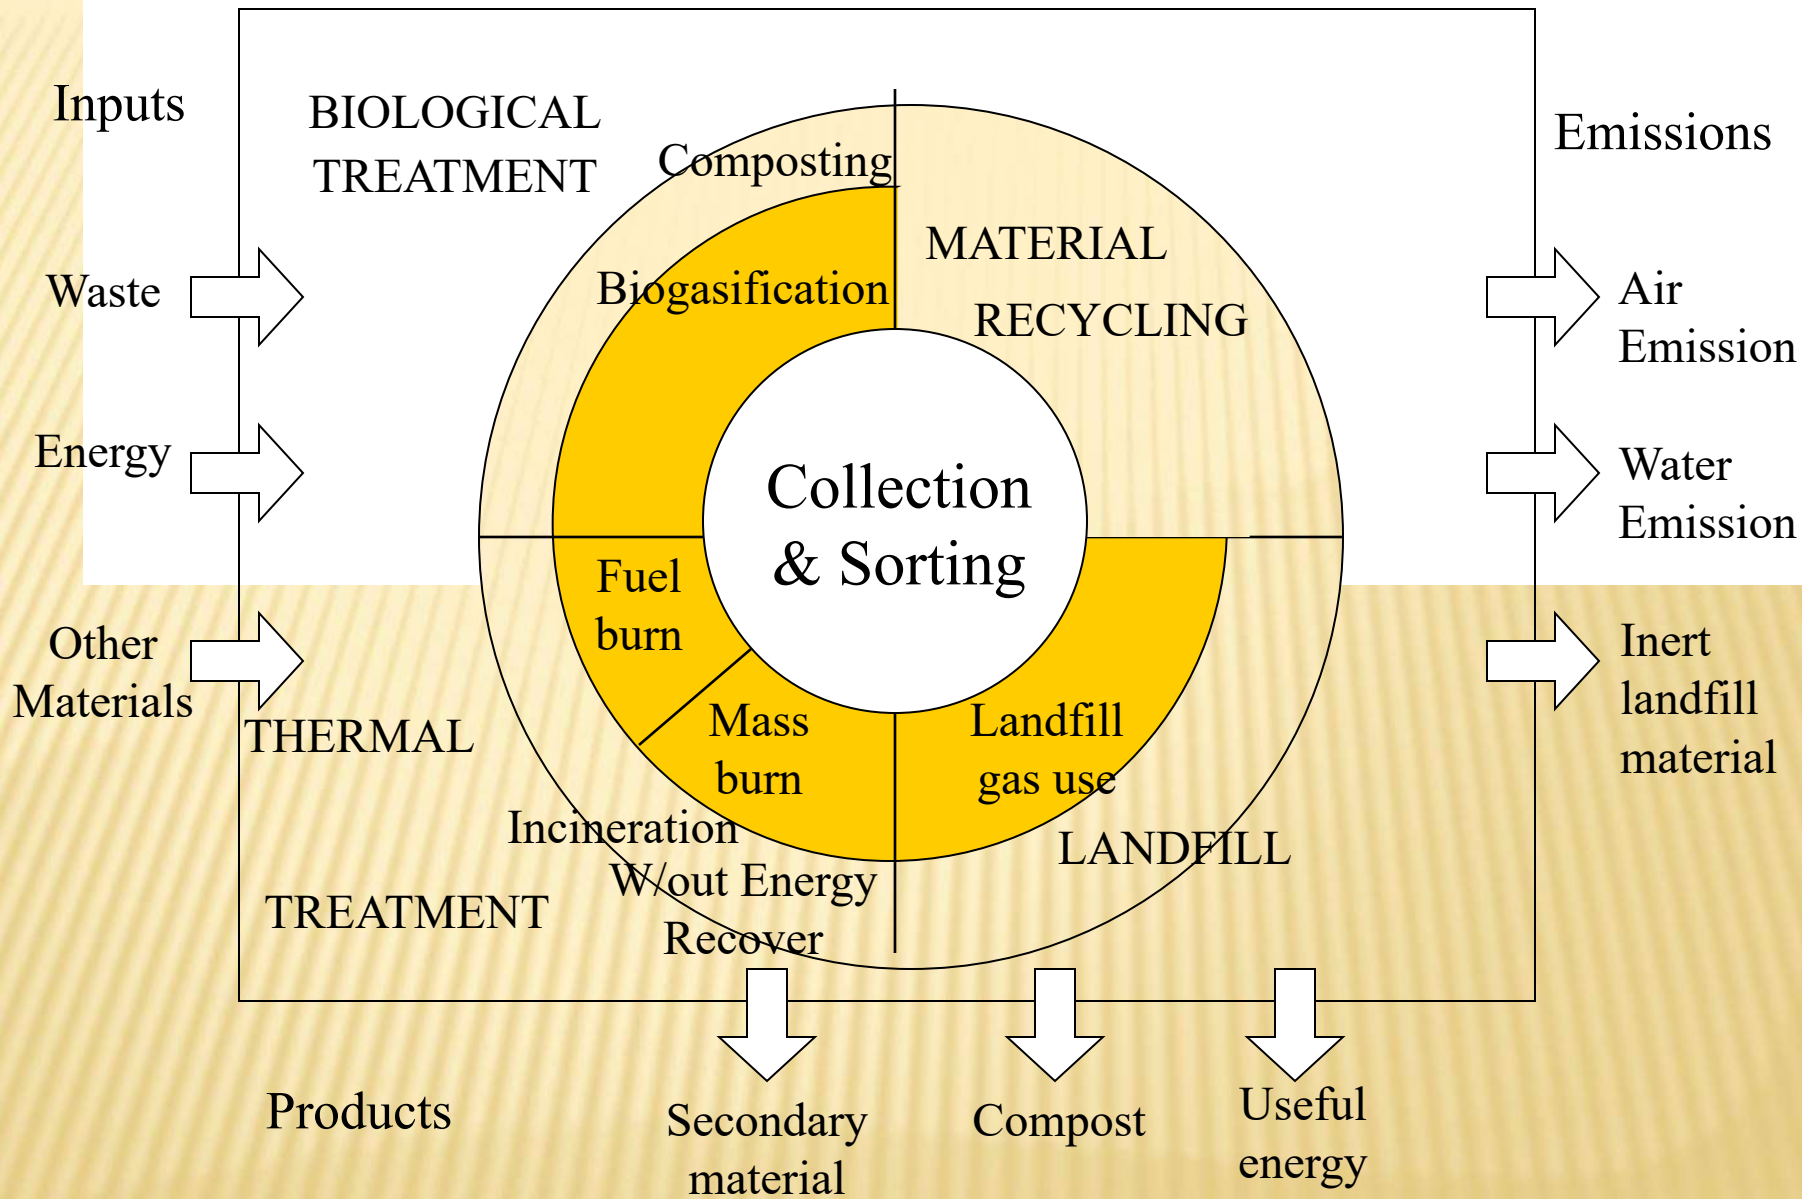 Inputs
BIOLOGICAL
TREATMENT
Composting
Emissions
MATERIAL
RECYCLING
Biogasification
Waste
Air
Emission
Energy
Water
Emission
Collection
& Sorting
Fuel
burn
Other
Materials
Inert
landfill
material
THERMAL
Mass
burn
Landfill
gas use
Incineration
W/out Energy
Recover
LANDFILL
TREATMENT
Products
Secondary
material
Compost
Useful
energy